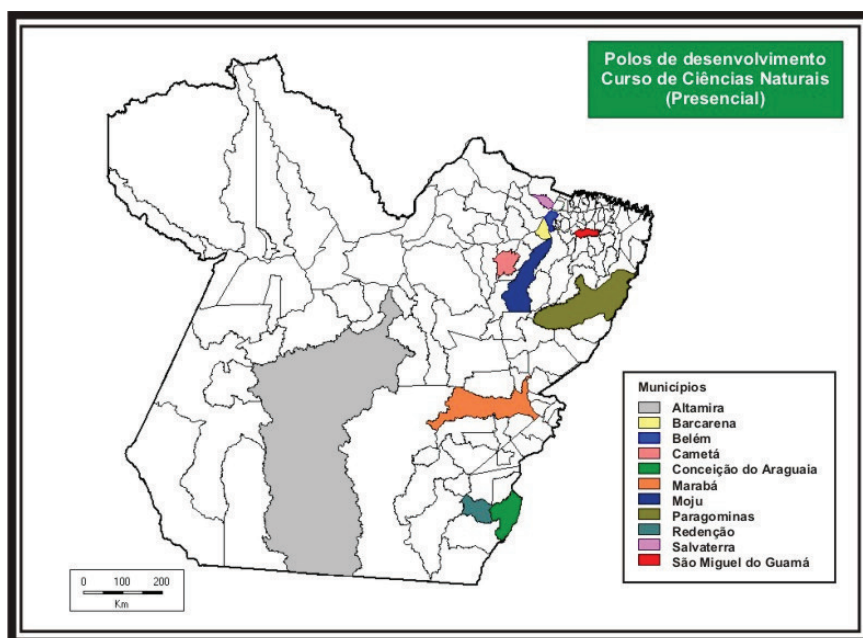 Polos de desenvolvimento
Curso de Ciências Naturais
(Presencial)
Municípios
Altamira
Barcarena
Belém
Cametá
Conceição do Araguaia
Marabá
Moju
Paragominas
Redenção
Salvaterra
São Miguel do Guamá
0 100 200
Km